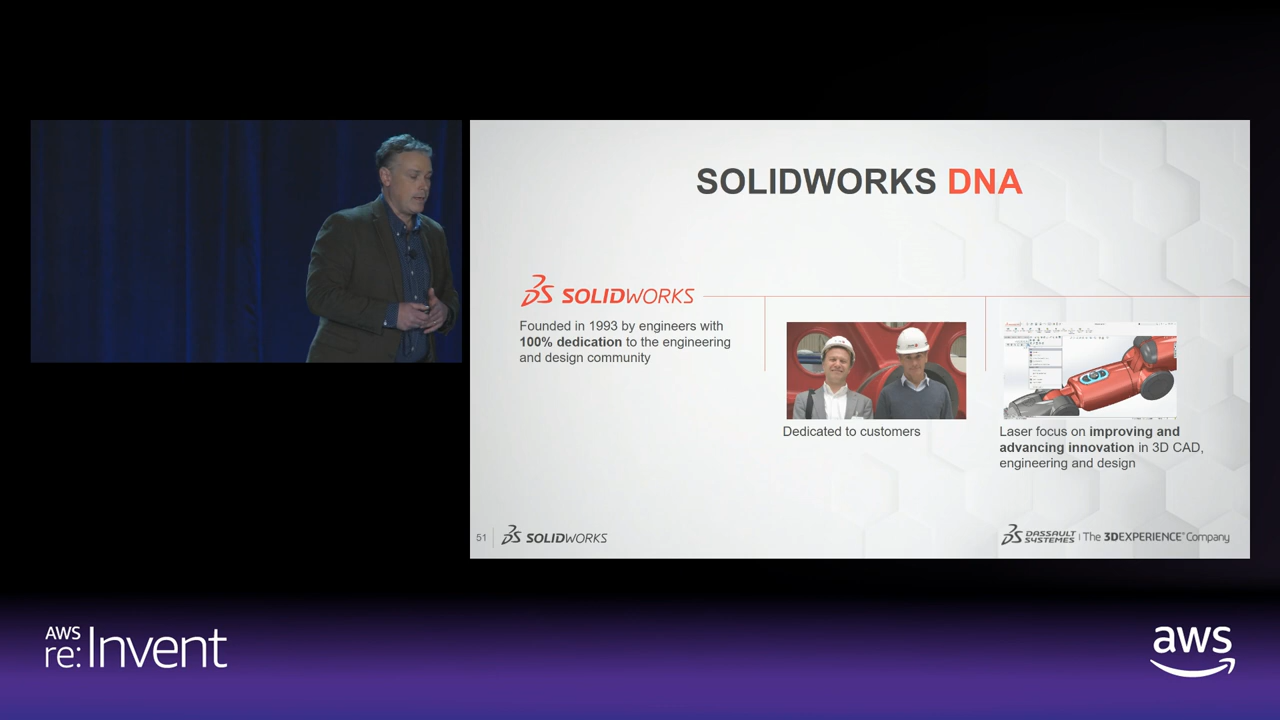 SOLIDWORKS DNA
SOLIDWORKS
Founded in 1993 by engineers with
100% dedication to the engineering
and design community
Dedicated to customers
Laser focus on improving and
advancing innovation in 3D CAD,
engineering and design
51
SOLIDWORKS
DASSAULT
SYSTEMES
The 3DEXPERIENCE Company
AWS
re:Invent
aws